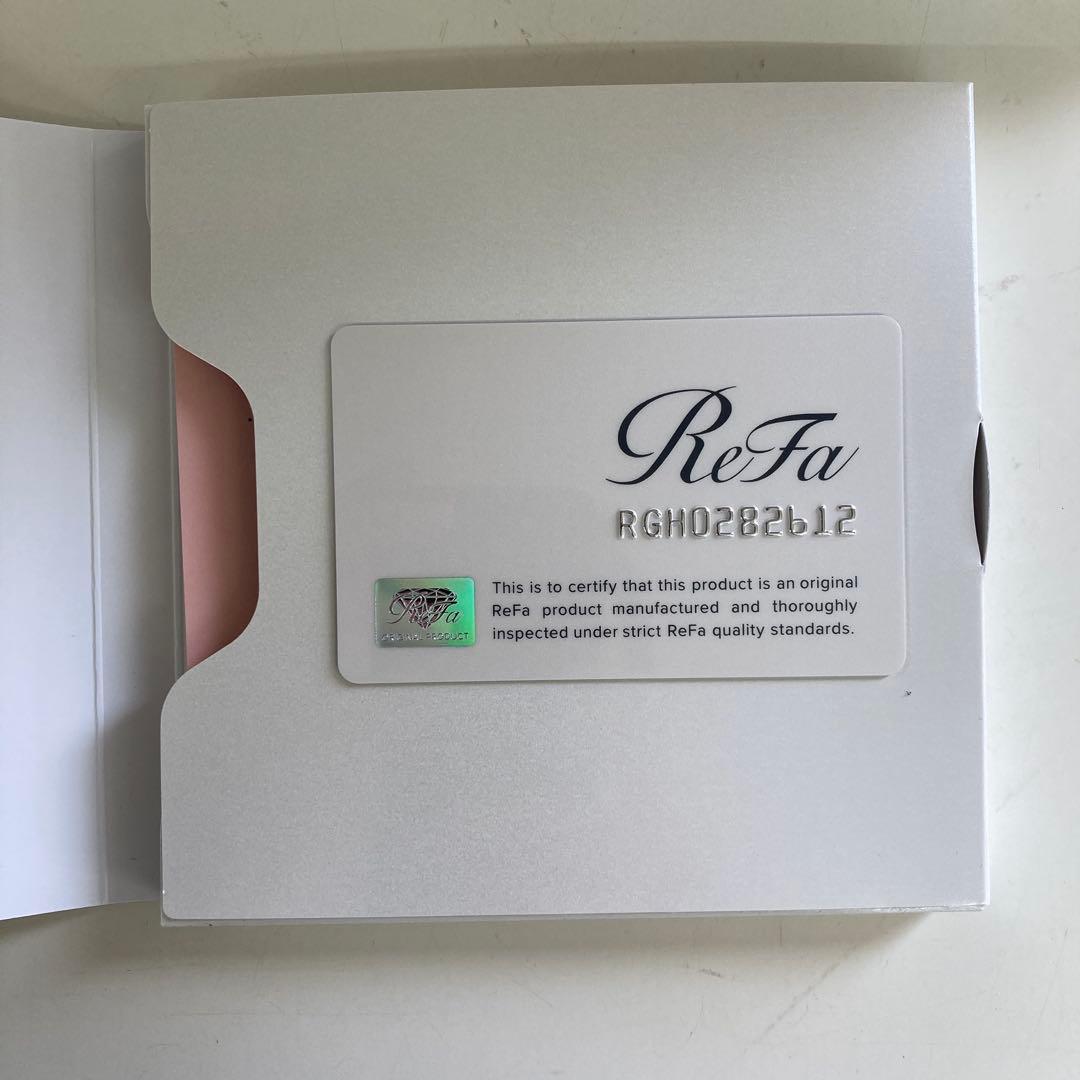 ReFa
RGH0282612
ReFa
ORIGINAL PRODUCT
This is to certify that this product is an original
ReFa product manufactured and thoroughly
inspected under strict ReFa quality standards.